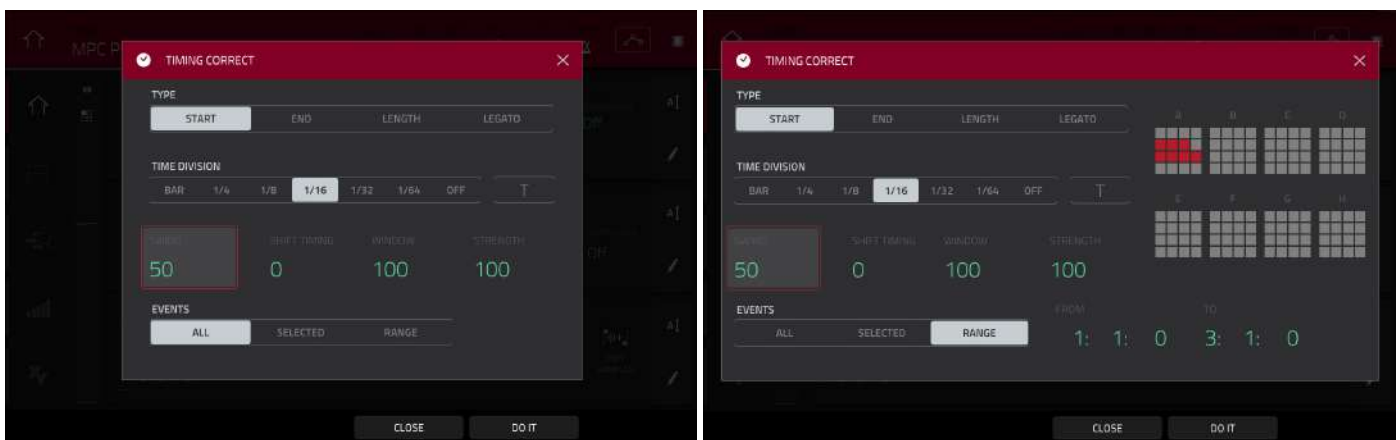 MPC P
TIMING CORRECT
TYPE
START END LENGTH LEGATO
TIME DIVISION
BAR 1/4 1/8 1/16 1/32 1/64 OFF T
SWING SHIFT TIMING WINDOW STRENGTH
50 0 100 100
EVENTS
ALL SELECTED RANGE
CLOSE DO IT
TIMING CORRECT
TYPE
START END LENGTH LEGATO
A B C D
TIME DIVISION
BAR 1/4 1/8 1/16 1/32 1/64 OFF T
E F G H
SWING SHIFT TIMING WINDOW STRENGTH
50 0 100 100
EVENTS FROM TO
ALL SELECTED RANGE 1: 1: 0 3: 1: 0
CLOSE DO IT